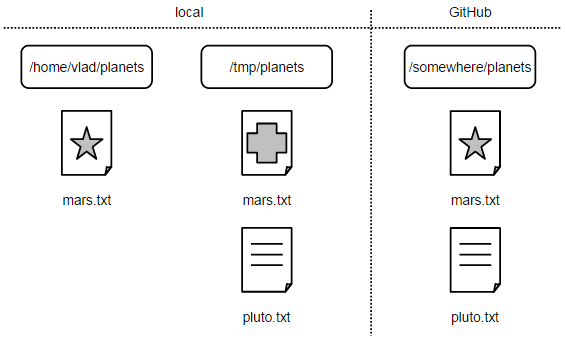 local
GitHub
/home/vlad/planets
/tmp/planets
/somewhere/planets
mars.txt
mars.txt
mars.txt
pluto.txt
pluto.txt